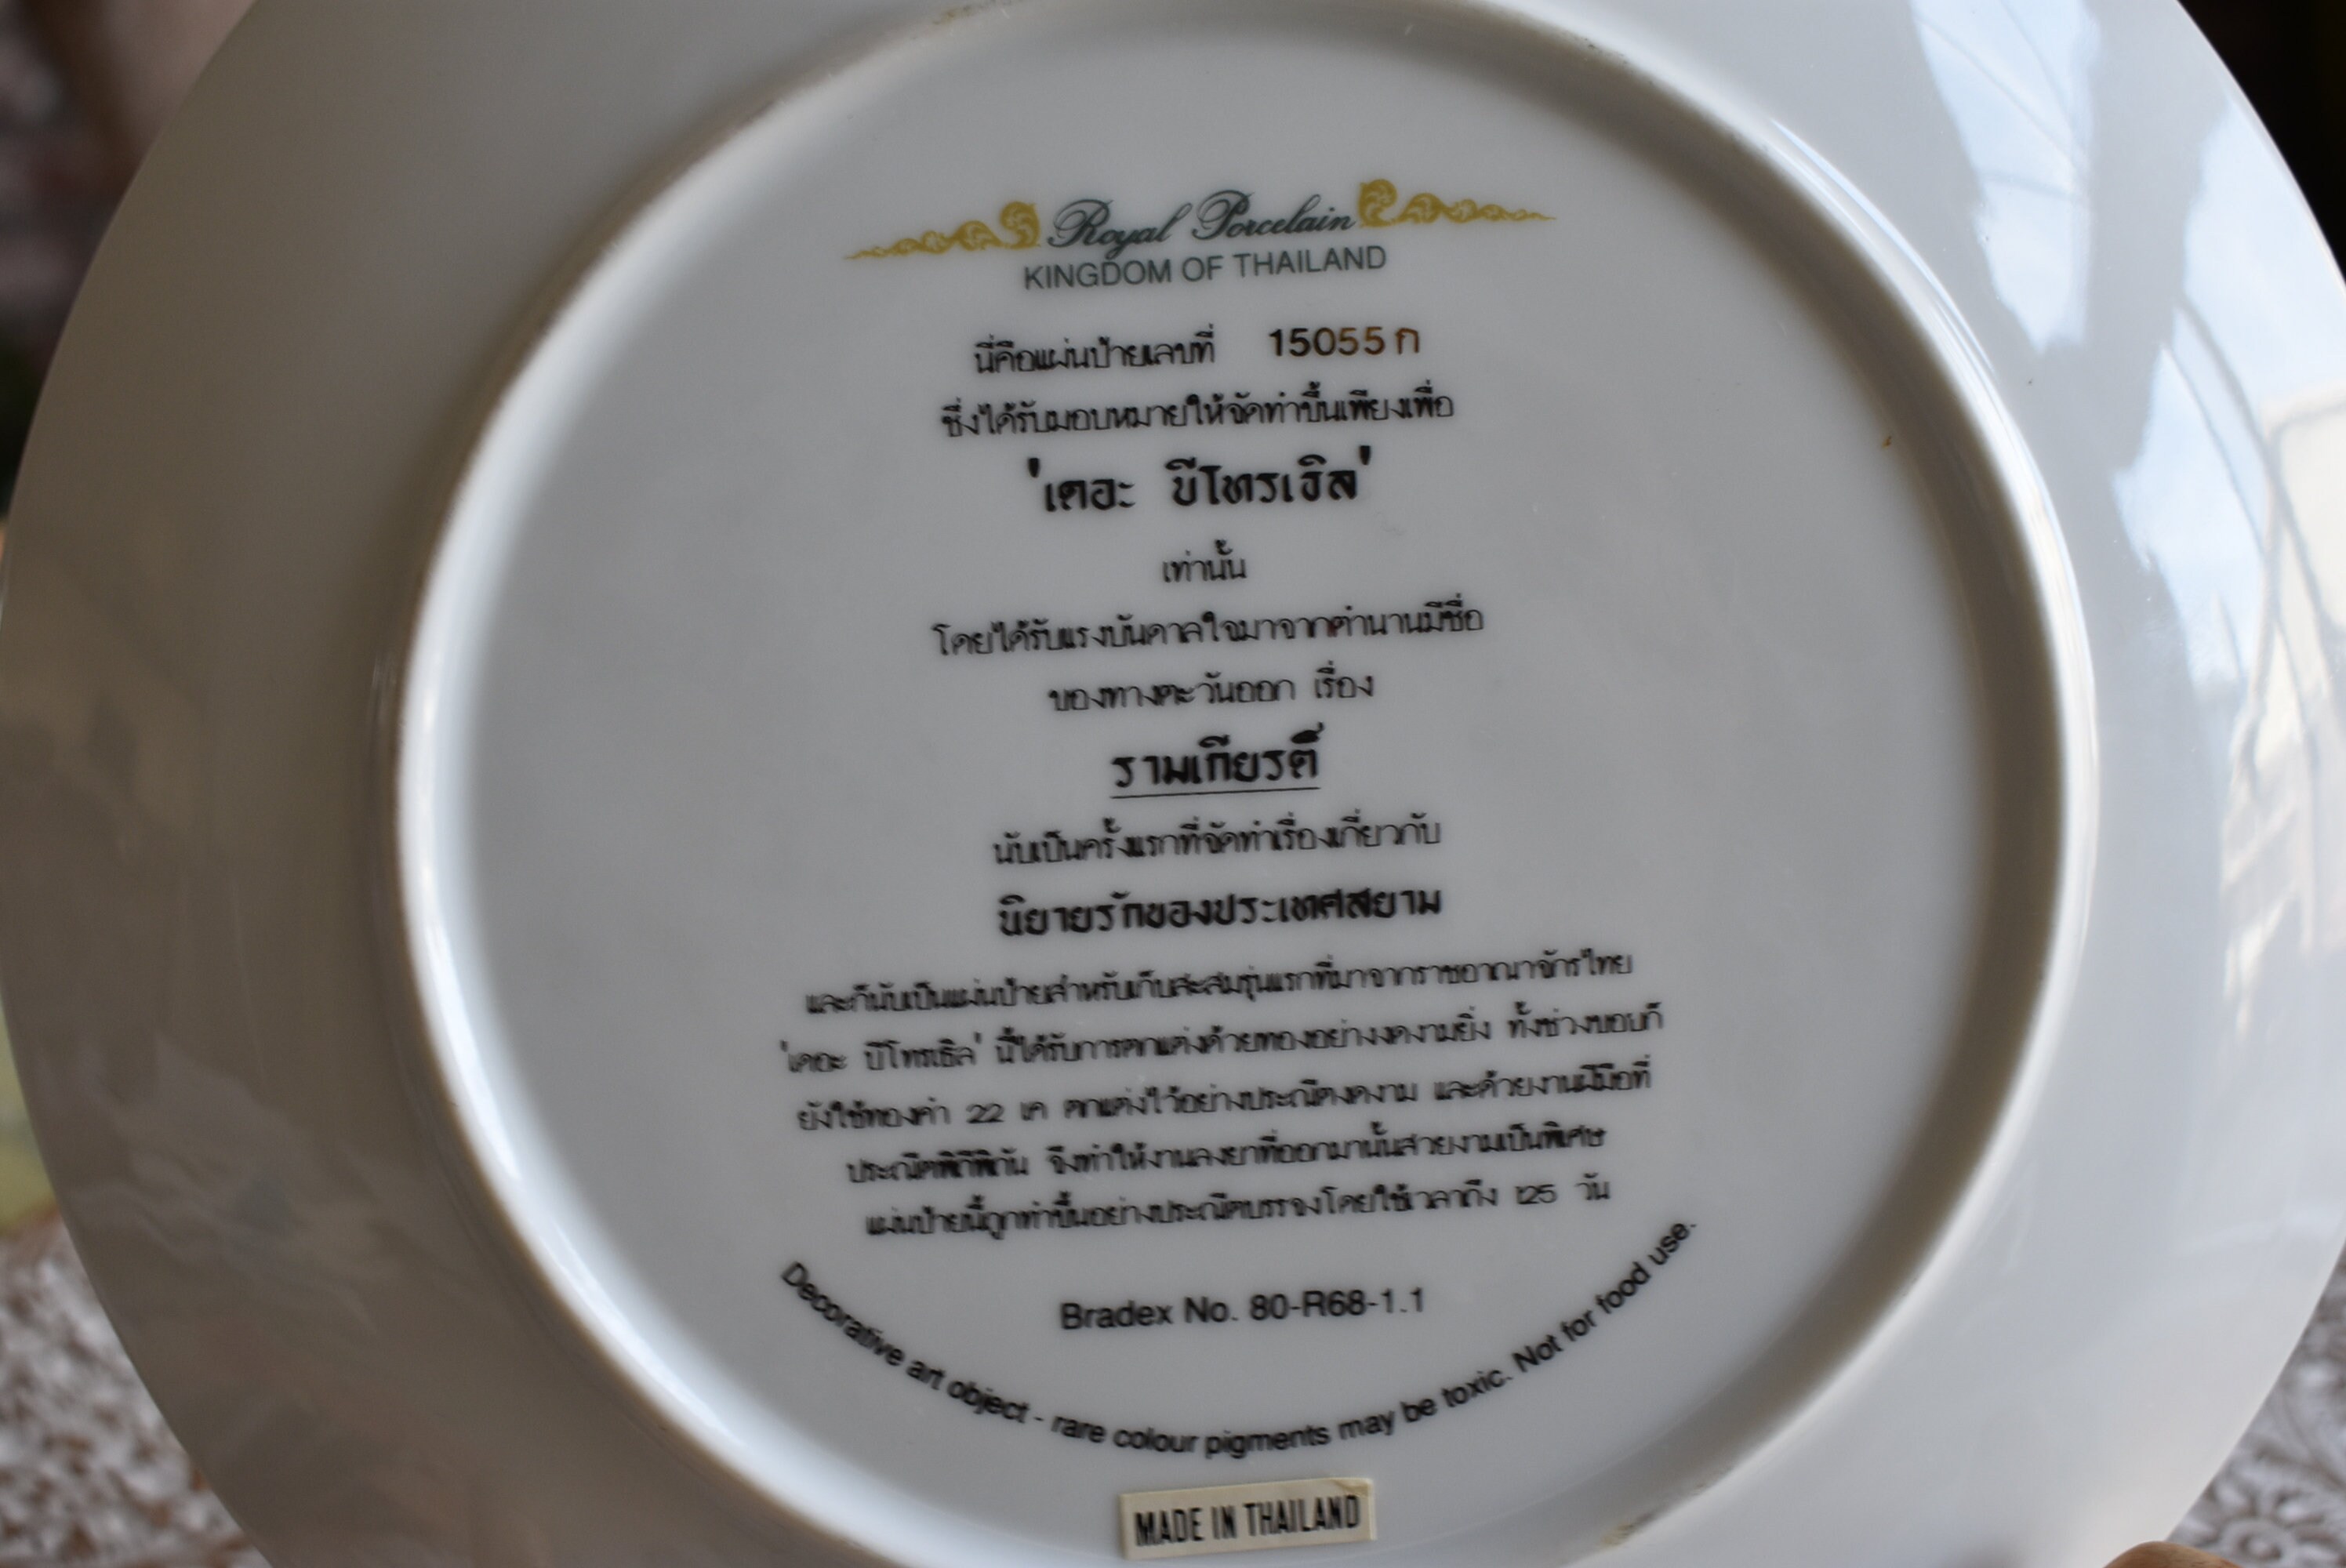 Royal Porcelain
KINGDOM OF THAILAND
นี่คือแผ่นป้ายเลขที่ 15055 ก
ซึ่งได้รับมอบหมายให้จัดทำขึ้นเพียงเพื่อ
'เดอะ บีโทรเธิล'
เท่านั้น
โดยได้รับแรงบันดาลใจมาจากตำนานมีชื่อ
ของทางตะวันออก เรื่อง
รามเกียรติ์
นับเป็นครั้งแรกที่จัดทำเรื่องเกี่ยวกับ
นิยายรักของประเทศสยาม
และก็นับเป็นแผ่นป้ายสำหรับเก็บสะสมรุ่นแรกที่มาจากราชอาณาจักรไทย
'เดอะ บีโทรเธิล' นี้ได้รับการตกแต่งด้วยทองอย่างงดงามยิ่ง ทั้งช่วงขอบก็
ยังใช้ทองคำ 22 เค ตกแต่งไว้อย่างประณีตงดงาม และด้วยงานฝีมือที่
ประณีตพิถีพิถัน จึงทำให้งานลงยาที่ออกมานั้นสวยงามเป็นพิเศษ
แผ่นป้ายนี้ถูกทำขึ้นอย่างประณีตบรรจงโดยใช้เวลาถึง 125 วัน
Bradex No. 80-R68-1.1
Decorative art object - rare colour pigments may be toxic. Not for food use.
MADE IN THAILAND